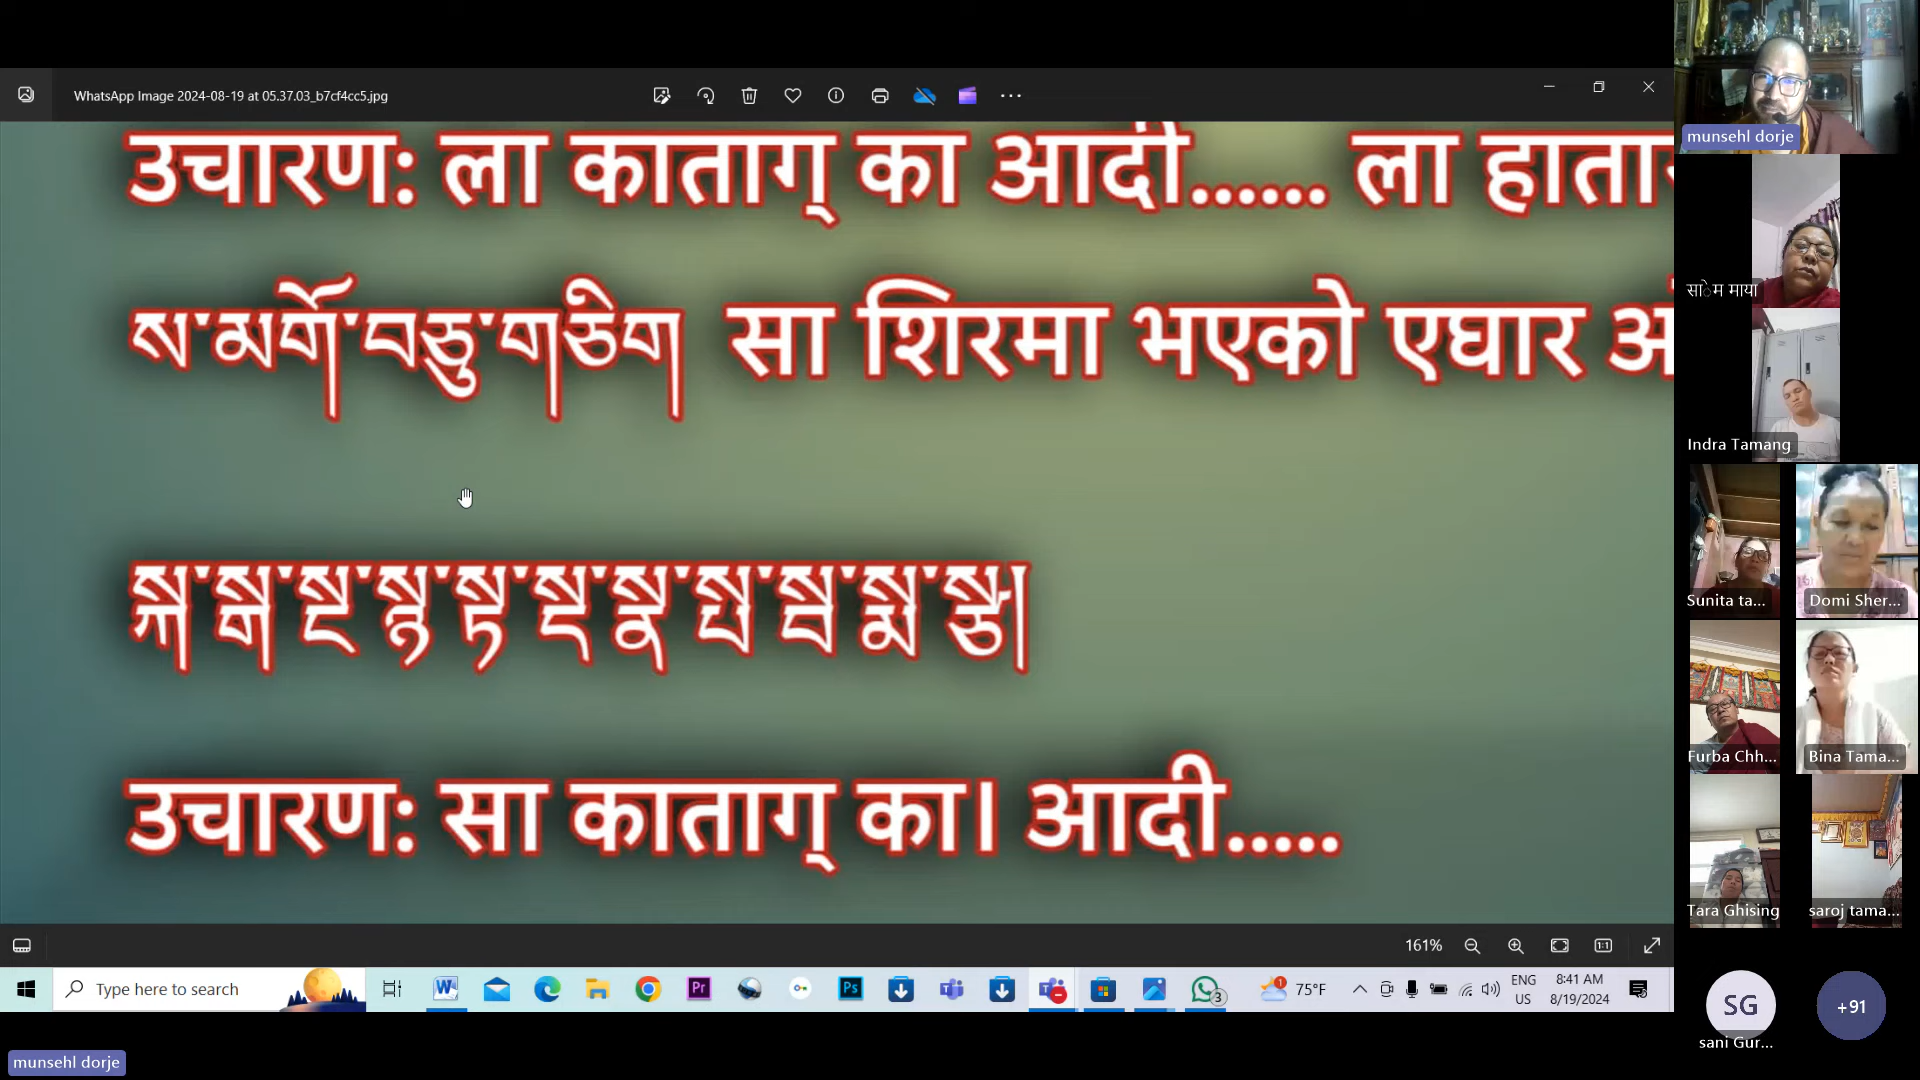 WhatsApp Image 2024-08-19 at 05.37.03_b7cf4cc5.jpg
उचारण: ला काताग् का आदी...... ला हाता
ས་མགོ་བཅུ་གཅིག སा शिरमा भएको एघार
སྐ་སྒ་སྔ་སྙ་སྟ་སྡ་སྣ་སྤ་སྦ་སྨ་སྩ།
उचारण: सा काताग् का। आदी.....
161%
Type here to search
75°F
ENG
US
8:41 AM
8/19/2024
munsehl dorje
munsehl dorje
साेम माया
Indra Tamang
Sunita ta...
Domi Sher...
Furba Chh...
Bina Tama...
Tara Ghising
saroj tama...
SG
sani Gur...
+91